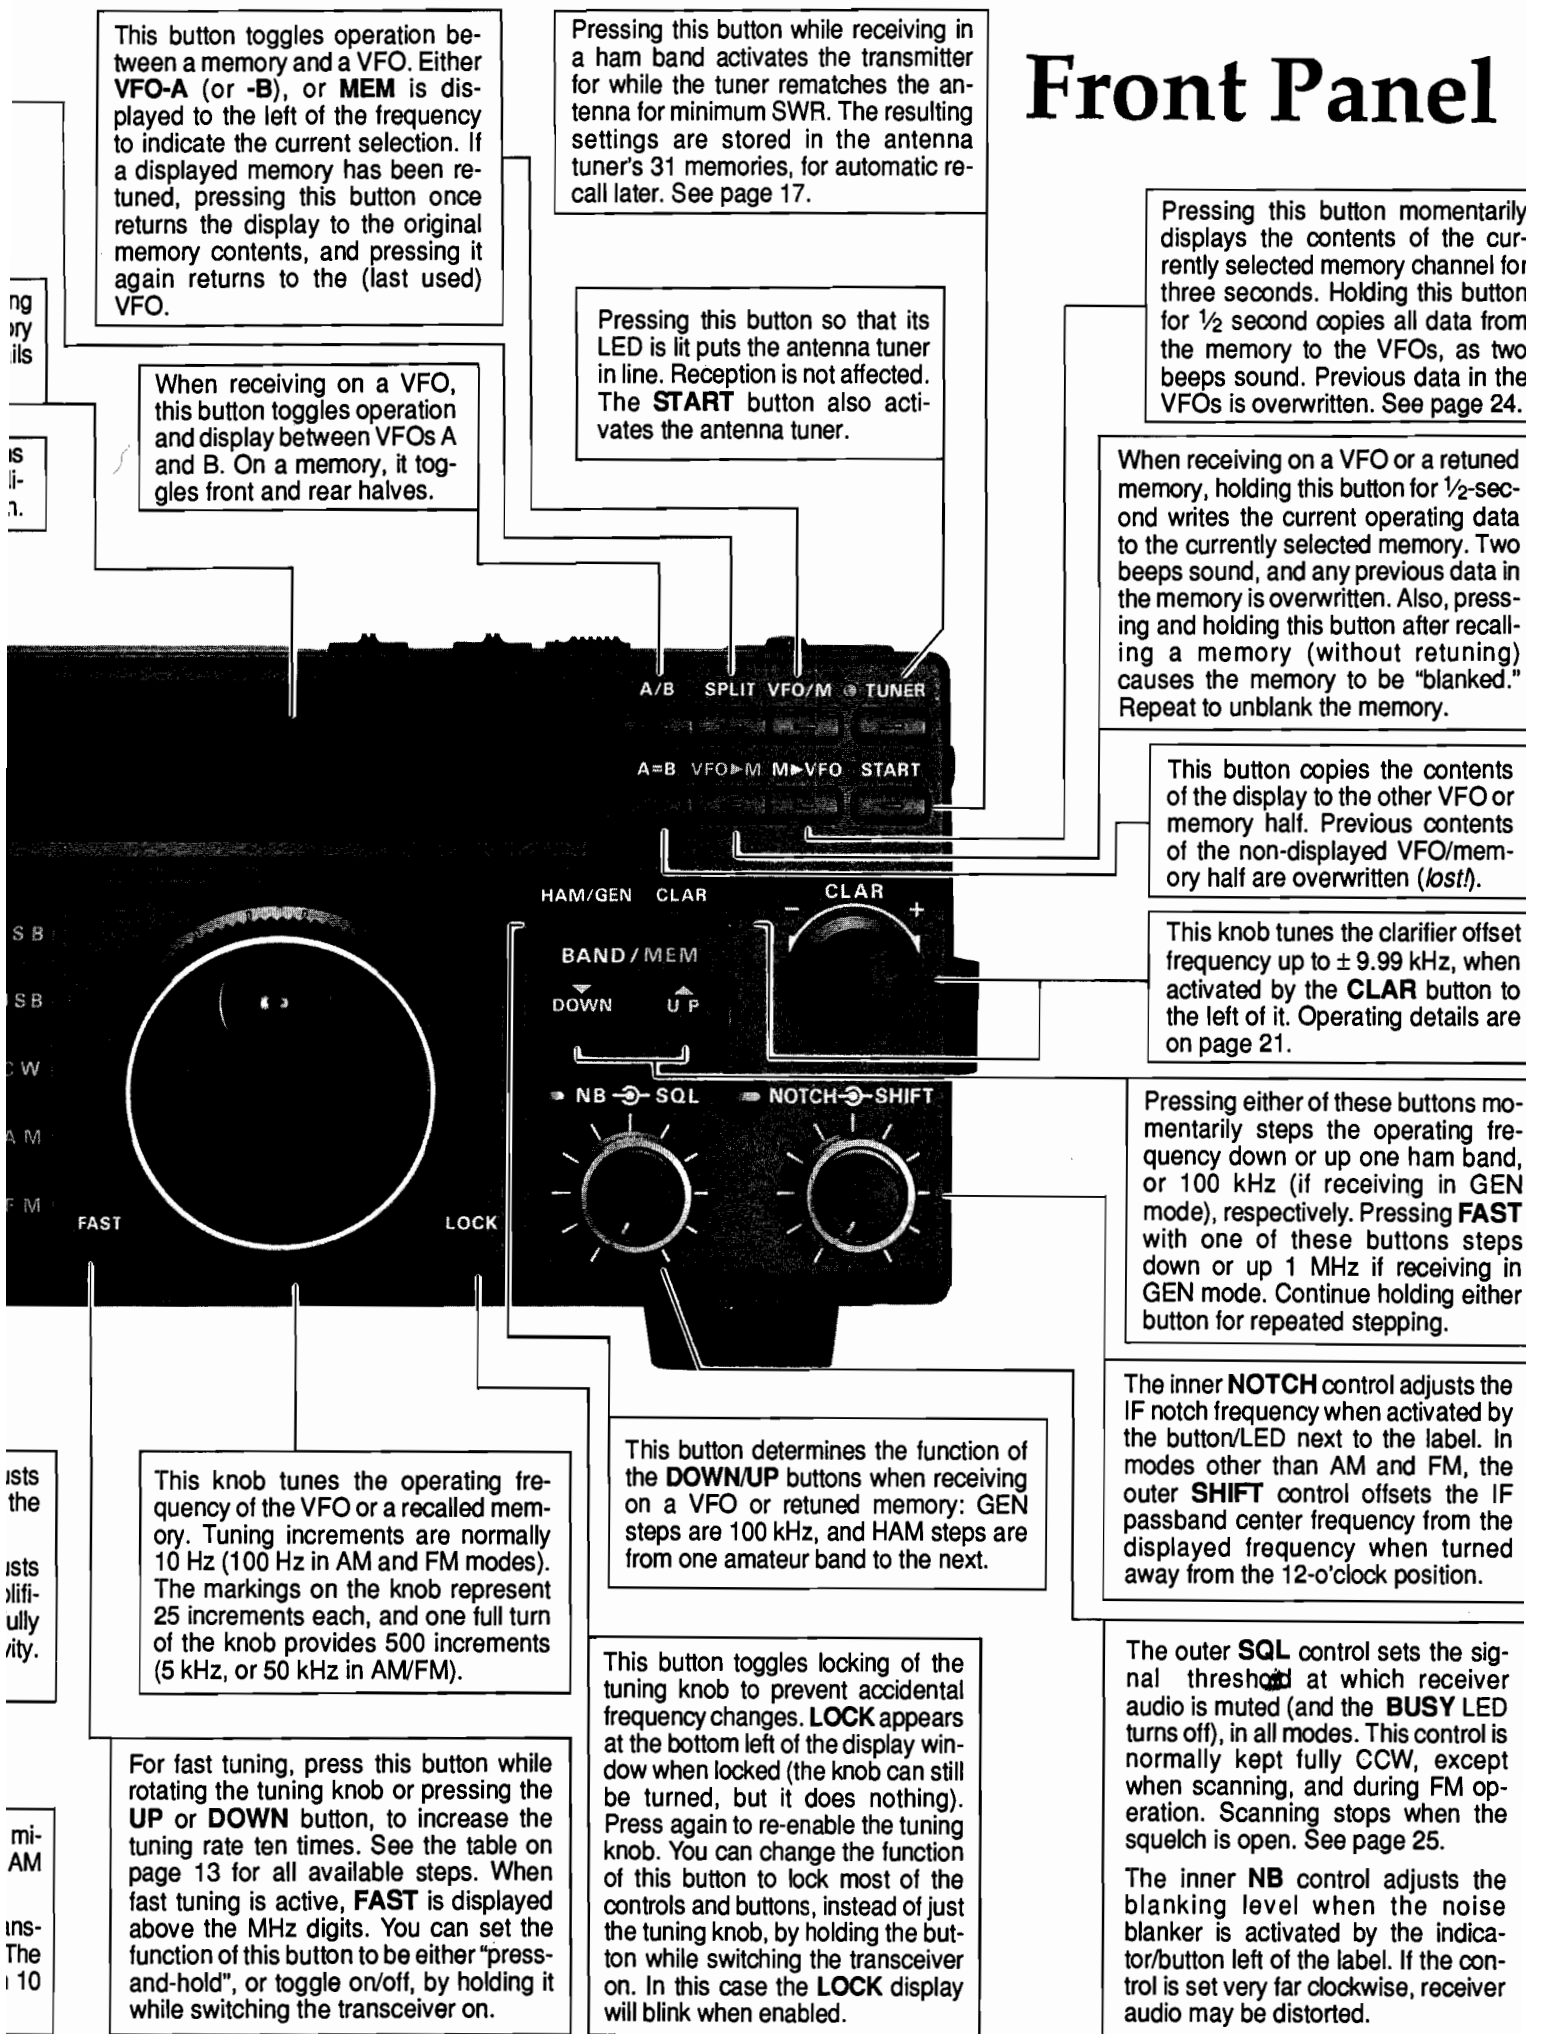 Front Panel
This button toggles operation be-
tween a memory and a VFO. Either
VFO-A (or -B), or MEM is dis-
played to the left of the frequency
to indicate the current selection. If
a displayed memory has been re-
tuned, pressing this button once
returns the display to the original
memory contents, and pressing it
again returns to the (last used)
VFO.
Pressing this button while receiving in
a ham band activates the transmitter
for while the tuner rematches the an-
tenna for minimum SWR. The resulting
settings are stored in the antenna
tuner's 31 memories, for automatic re-
call later. See page 17.
Pressing this button momentarily
displays the contents of the cur-
rently selected memory channel for
three seconds. Holding this button
for ½ second copies all data from
the memory to the VFOs, as two
beeps sound. Previous data in the
VFOs is overwritten. See page 24.
ng
ory
ils
Pressing this button so that its
LED is lit puts the antenna tuner
in line. Reception is not affected.
The START button also acti-
vates the antenna tuner.
When receiving on a VFO,
this button toggles operation
and display between VFOs A
and B. On a memory, it tog-
gles front and rear halves.
li-
n.
When receiving on a VFO or a retuned
memory, holding this button for ½-sec-
ond writes the current operating data
to the currently selected memory. Two
beeps sound, and any previous data in
the memory is overwritten. Also, press-
ing and holding this button after recall-
ing a memory (without retuning)
causes the memory to be “blanked.”
Repeat to unblank the memory.
A/B SPLIT VFO/M TUNER
A=B VFO▶M M▶VFO START
This button copies the contents
of the display to the other VFO or
memory half. Previous contents
of the non-displayed VFO/mem-
ory half are overwritten (lost!).
HAM/GEN CLAR CLAR
- +
BAND/MEM
DOWN UP
This knob tunes the clarifier offset
frequency up to ± 9.99 kHz, when
activated by the CLAR button to
the left of it. Operating details are
on page 21.
SB
SB
CW
AM
FM
NB SQL NOTCH SHIFT
FAST LOCK
Pressing either of these buttons mo-
mentarily steps the operating fre-
quency down or up one ham band,
or 100 kHz (if receiving in GEN
mode), respectively. Pressing FAST
with one of these buttons steps
down or up 1 MHz if receiving in
GEN mode. Continue holding either
button for repeated stepping.
The inner NOTCH control adjusts the
IF notch frequency when activated by
the button/LED next to the label. In
modes other than AM and FM, the
outer SHIFT control offsets the IF
passband center frequency from the
displayed frequency when turned
away from the 12-o'clock position.
This button determines the function of
the DOWN/UP buttons when receiving
on a VFO or retuned memory: GEN
steps are 100 kHz, and HAM steps are
from one amateur band to the next.
usts
the
usts
plifi-
ully
vity.
This knob tunes the operating fre-
quency of the VFO or a recalled mem-
ory. Tuning increments are normally
10 Hz (100 Hz in AM and FM modes).
The markings on the knob represent
25 increments each, and one full turn
of the knob provides 500 increments
(5 kHz, or 50 kHz in AM/FM).
This button toggles locking of the
tuning knob to prevent accidental
frequency changes. LOCK appears
at the bottom left of the display win-
dow when locked (the knob can still
be turned, but it does nothing).
Press again to re-enable the tuning
knob. You can change the function
of this button to lock most of the
controls and buttons, instead of just
the tuning knob, by holding the but-
ton while switching the transceiver
on. In this case the LOCK display
will blink when enabled.
The outer SQL control sets the sig-
nal threshold at which receiver
audio is muted (and the BUSY LED
turns off), in all modes. This control is
normally kept fully CCW, except
when scanning, and during FM op-
eration. Scanning stops when the
squelch is open. See page 25.
The inner NB control adjusts the
blanking level when the noise
blanker is activated by the indica-
tor/button left of the label. If the con-
trol is set very far clockwise, receiver
audio may be distorted.
For fast tuning, press this button while
rotating the tuning knob or pressing the
UP or DOWN button, to increase the
tuning rate ten times. See the table on
page 13 for all available steps. When
fast tuning is active, FAST is displayed
above the MHz digits. You can set the
function of this button to be either “press-
and-hold”, or toggle on/off, by holding it
while switching the transceiver on.
mi-
AM
ans-
The
10